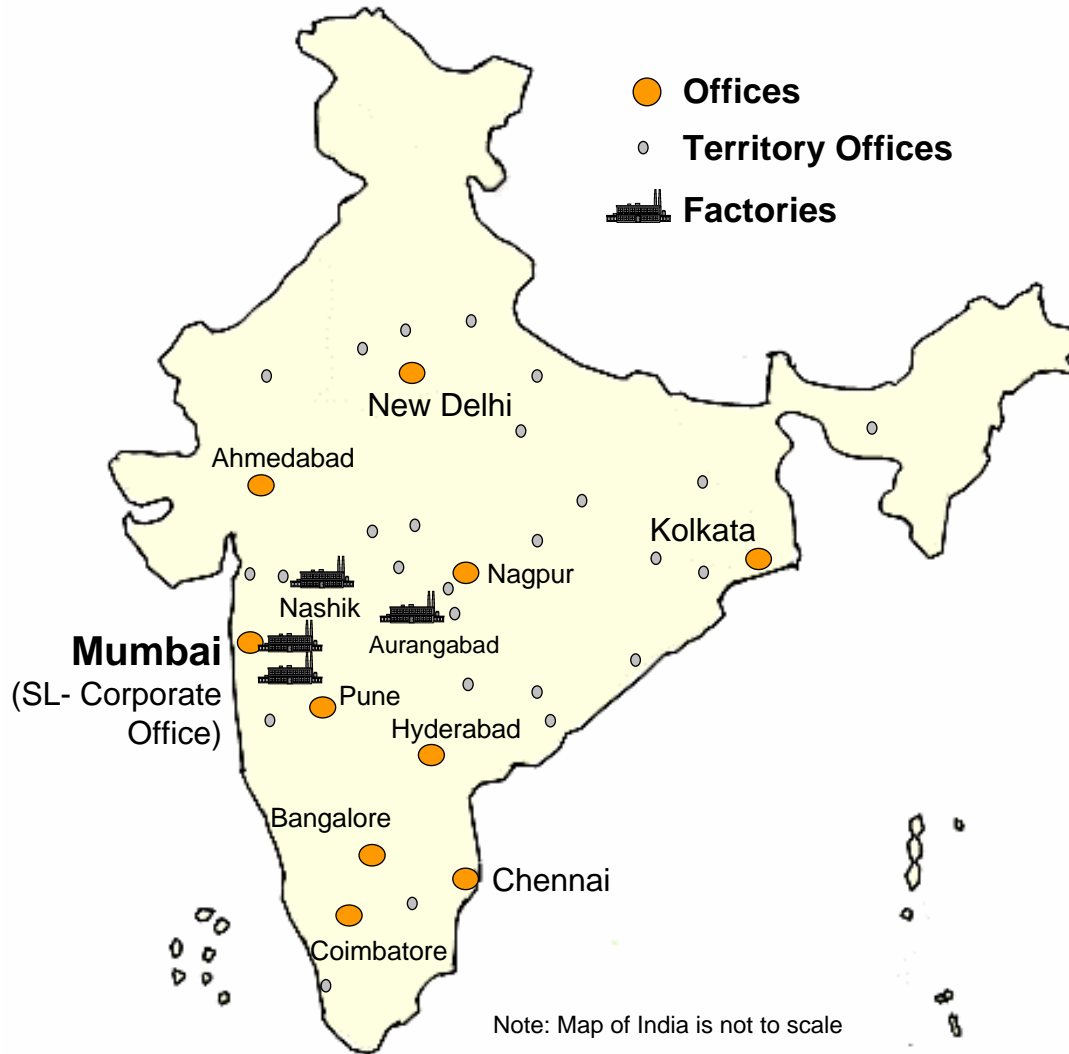 Offices
Territory Offices
Factories
New Delhi
Ahmedabad
Kolkata
Nagpur
Nashik
Aurangabad
Mumbai
(SL- Corporate
Office)
Pune
Hyderabad
Bangalore
Chennai
Coimbatore
Note: Map of India is not to scale